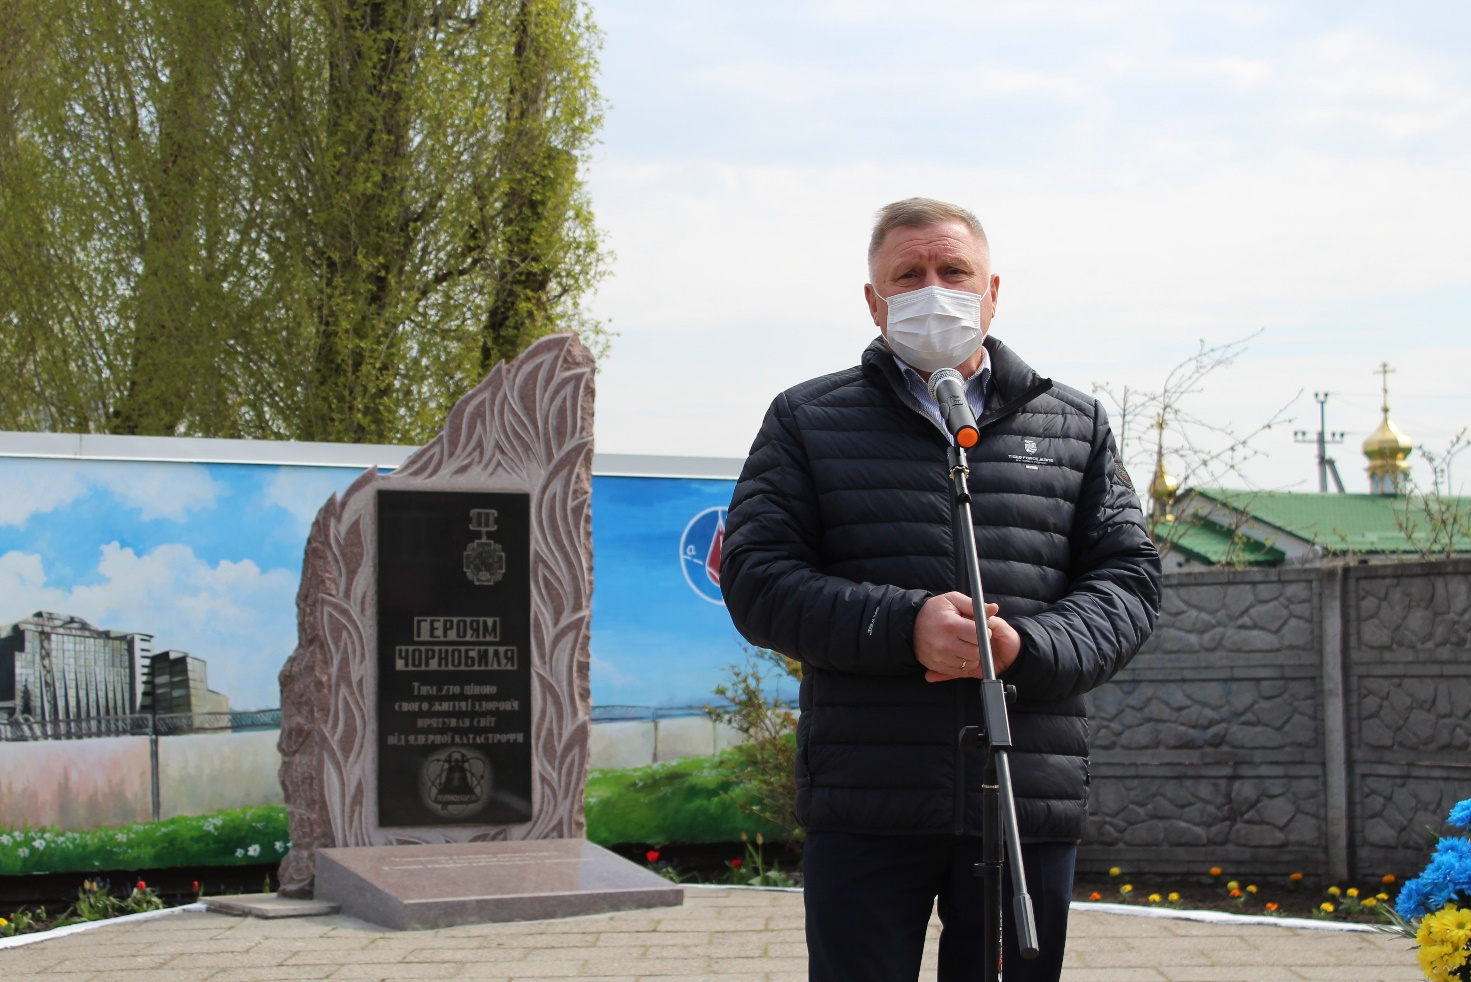 ГЕРОЯМ
ЧОРНОБИЛЯ
Тим, хто ціною
свого життя і здоров'я
врятував світ
від ядерної катастрофи